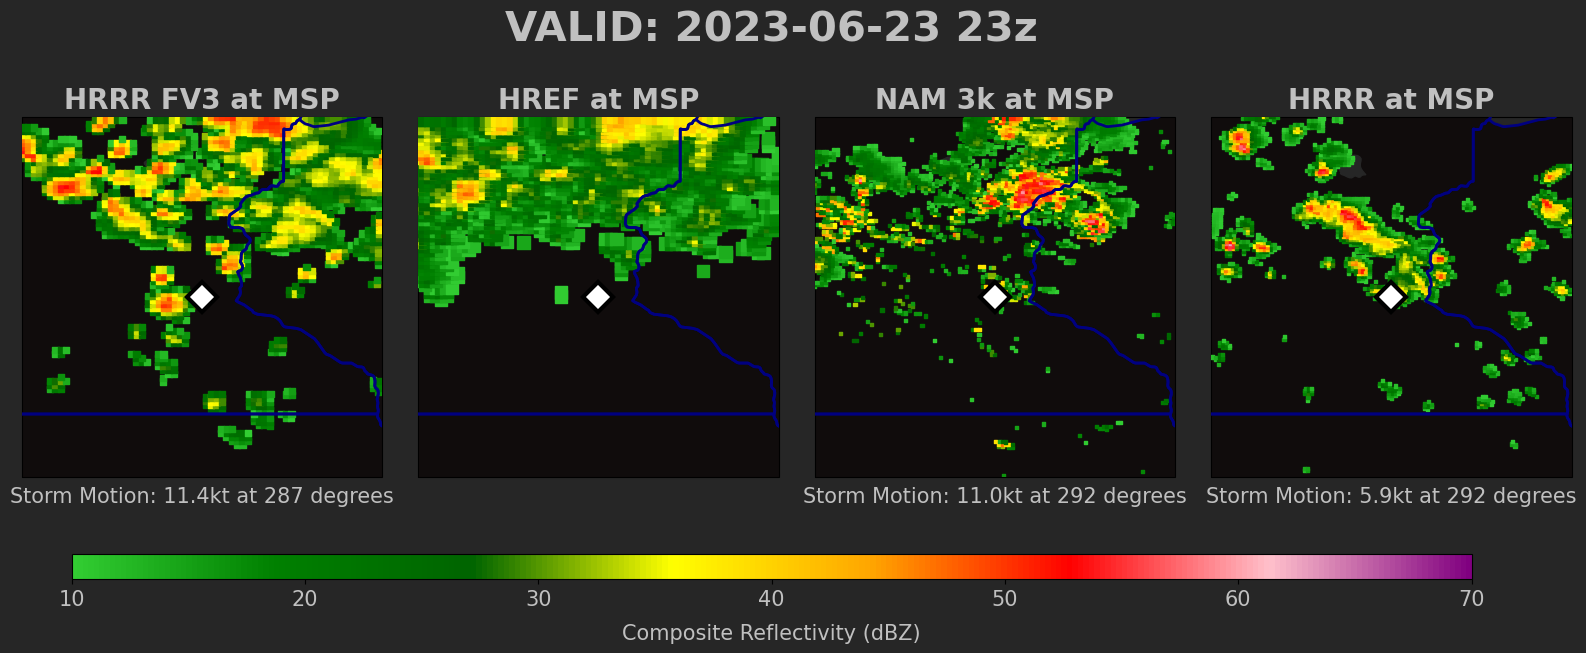 VALID: 2023-06-23 23z
HRRR FV3 at MSP
HREF at MSP
NAM 3k at MSP
HRRR at MSP
Storm Motion: 11.4kt at 287 degrees
Storm Motion: 11.0kt at 292 degrees
Storm Motion: 5.9kt at 292 degrees
10 20 30 40 50 60 70
Composite Reflectivity (dBZ)